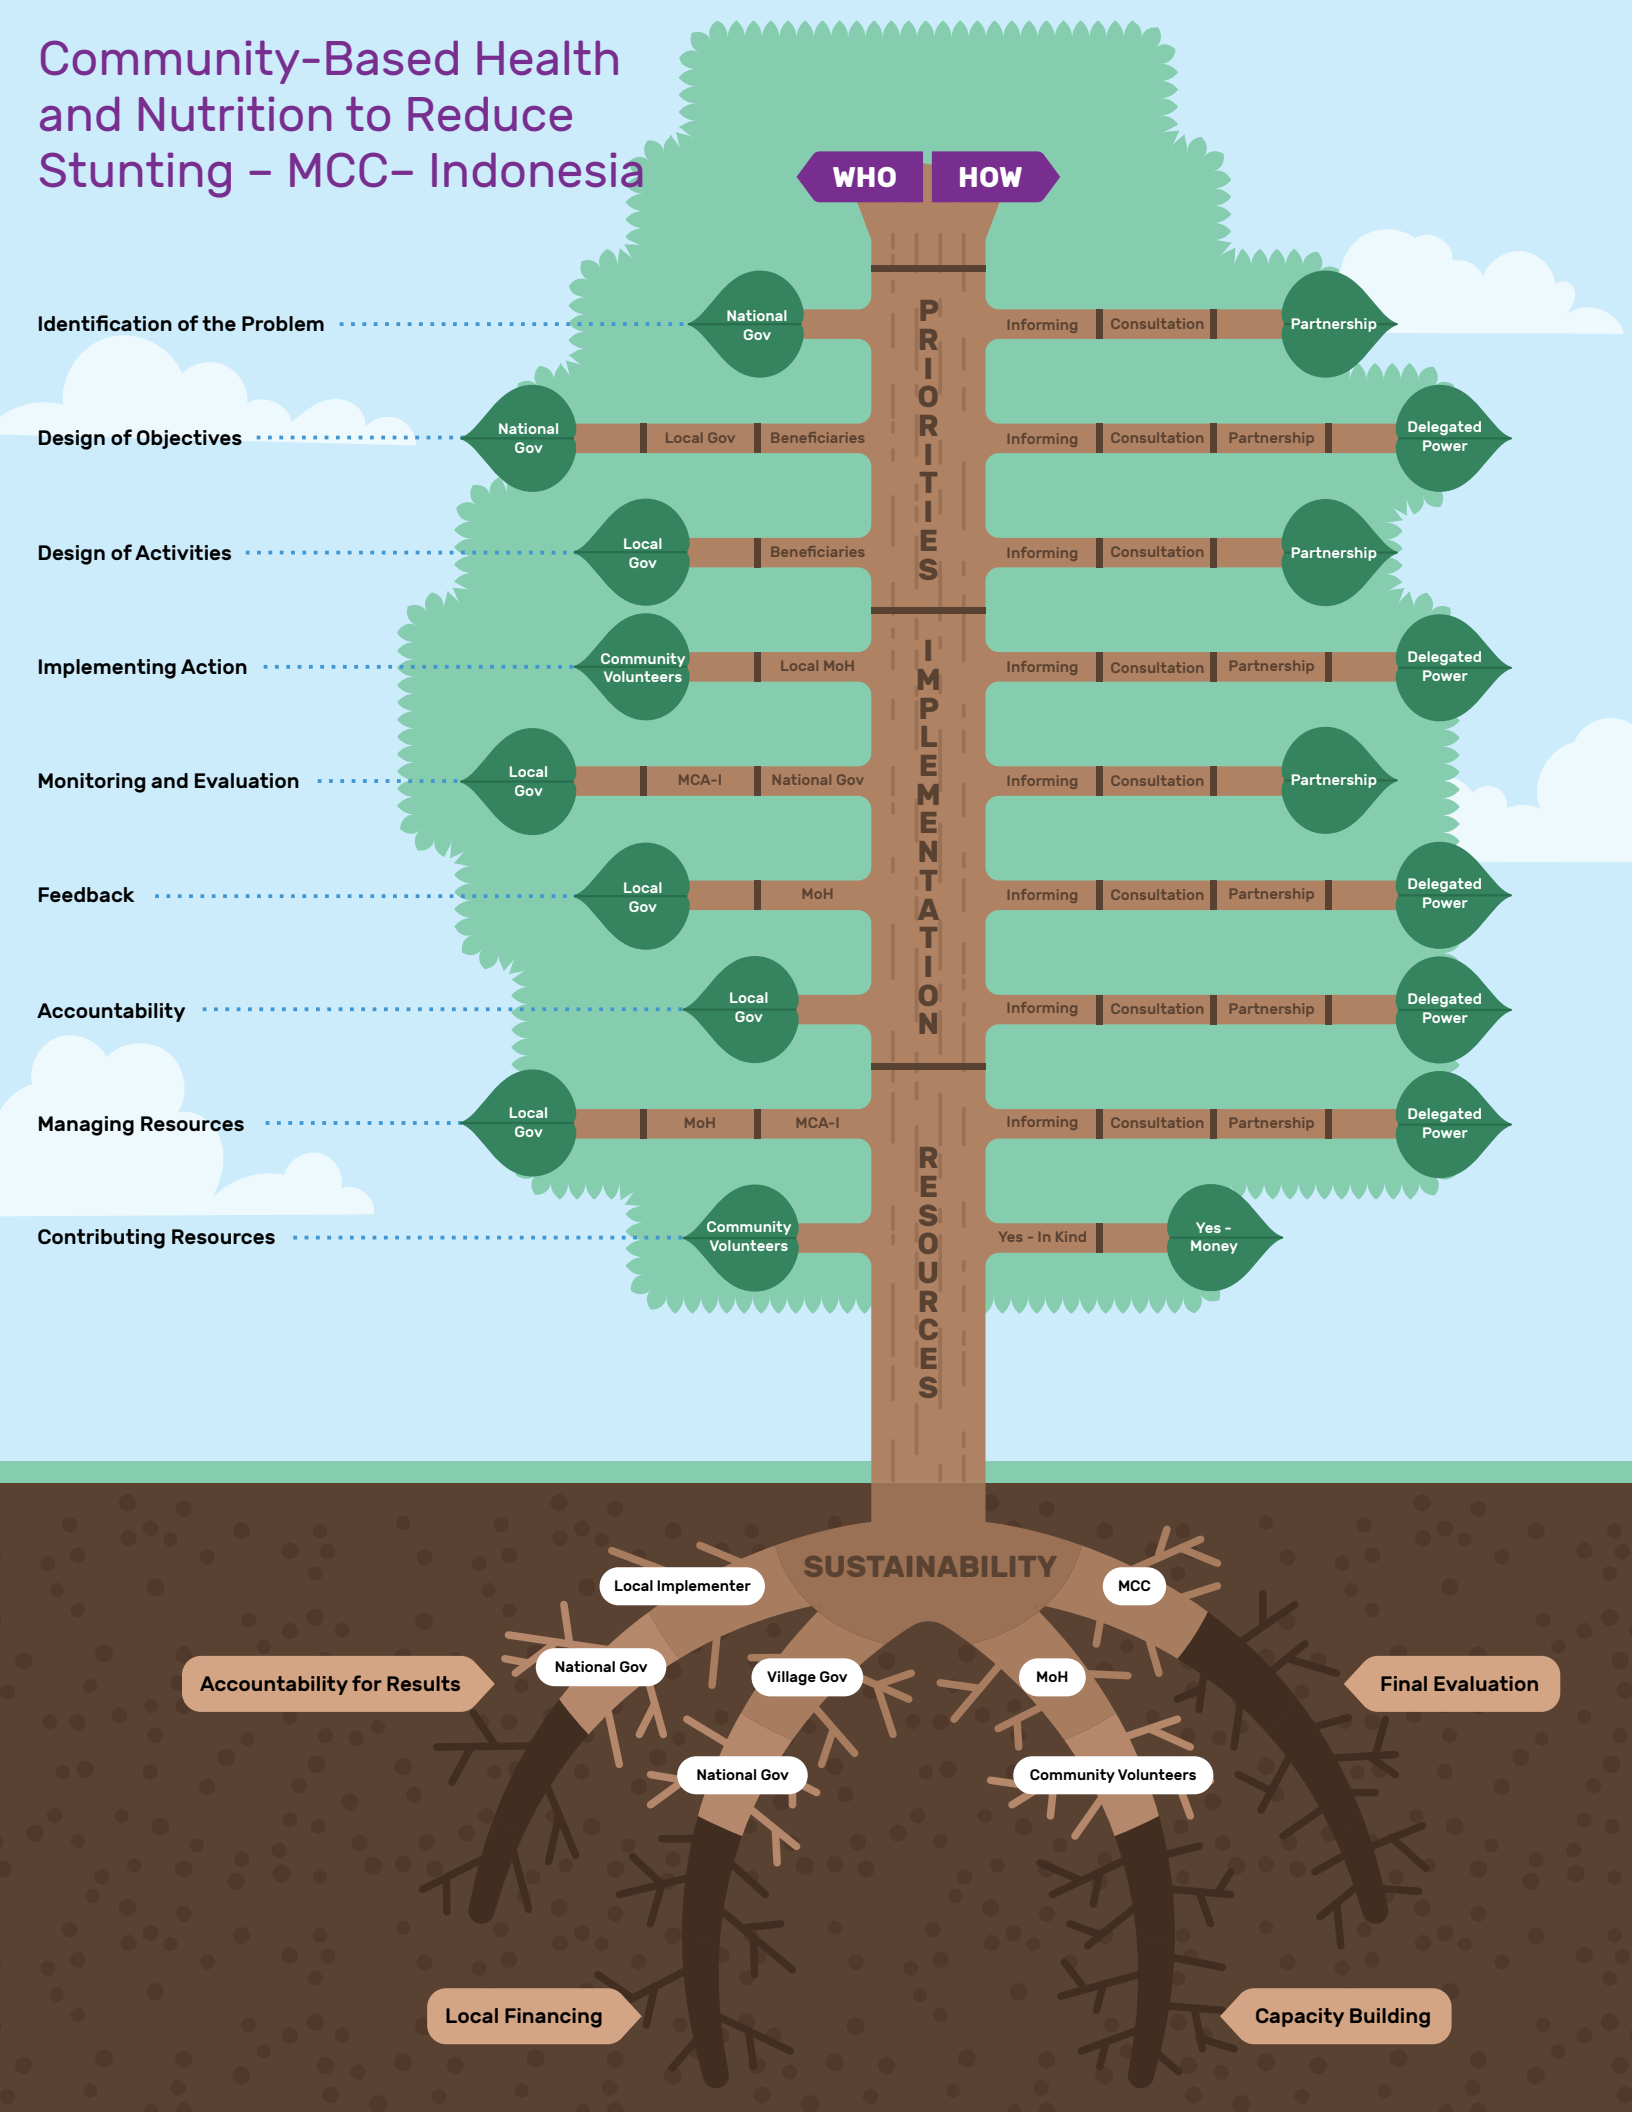 Community-Based Health
and Nutrition to Reduce
Stunting – MCC– Indonesia
WHO HOW
PRIORITIES
Identification of the Problem National Gov Informing Consultation Partnership
Design of Objectives National Gov Local Gov Beneficiaries Informing Consultation Partnership Delegated Power
Design of Activities Local Gov Beneficiaries Informing Consultation Partnership
IMPLEMENTATION
Implementing Action Community Volunteers Local MoH Informing Consultation Partnership Delegated Power
Monitoring and Evaluation Local Gov MCA-I National Gov Informing Consultation Partnership
Feedback Local Gov MoH Informing Consultation Partnership Delegated Power
Accountability Local Gov Informing Consultation Partnership Delegated Power
RESOURCES
Managing Resources Local Gov MoH MCA-I Informing Consultation Partnership Delegated Power
Contributing Resources Community Volunteers Yes - In Kind Yes - Money
SUSTAINABILITY
Local Implementer MCC
National Gov Village Gov MoH
Accountability for Results Final Evaluation
National Gov Community Volunteers
Local Financing Capacity Building